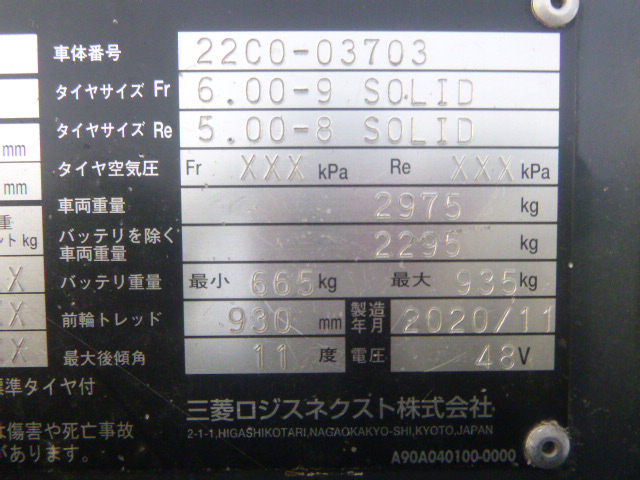 車体番号 22C0-03703
タイヤサイズ Fr 6.00-9 SOLID
タイヤサイズ Re 5.00-8 SOLID
mm
タイヤ空気圧 Fr XXX kPa Re XXX kPa
mm
車両重量 2975 kg
重
ント kg
バッテリを除く車両重量 2295 kg
X バッテリ重量 最小 665 kg 最大 935 kg
X 前輪トレッド 930 mm 製造年月 2020/11
X 最大後傾角 11 度 電圧 48 V
標準タイヤ付
三菱ロジスネクスト株式会社
2-1-1,HIGASHIKOTARI,NAGAOKAKYO-SHI,KYOTO,JAPAN
は傷害や死亡事故
があります。
A90A040100-0000